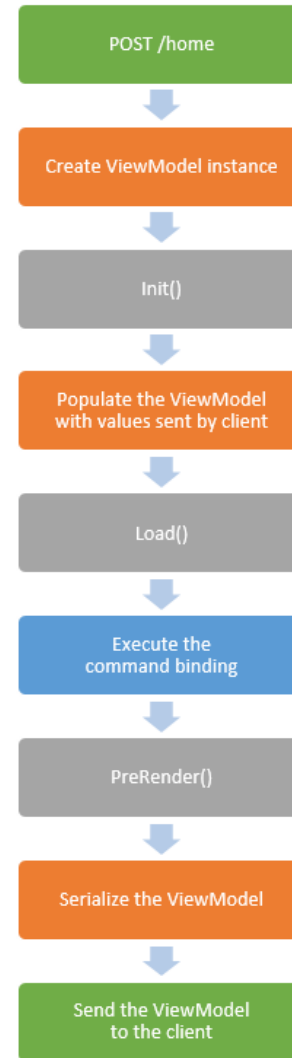 POST /home
Create ViewModel instance
Init()
Populate the ViewModel
with values sent by client
Load()
Execute the
command binding
PreRender()
Serialize the ViewModel
Send the ViewModel
to the client